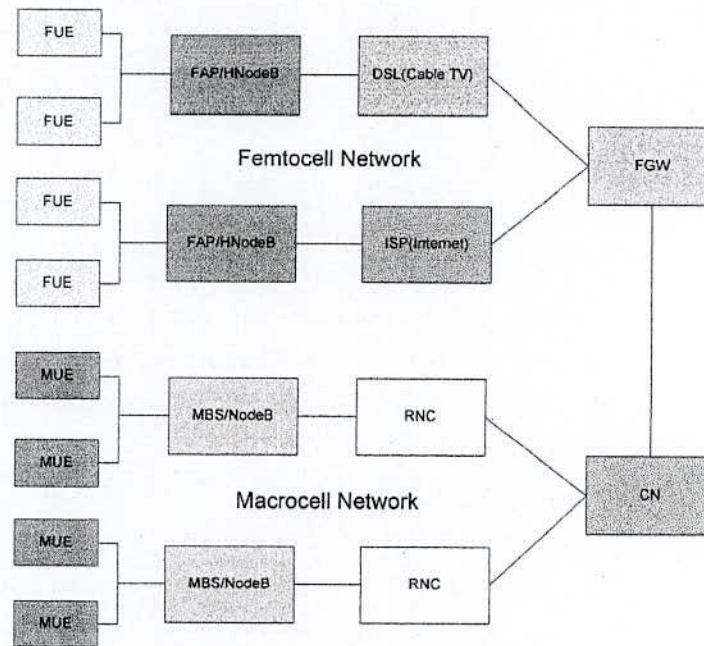 FUE
FAP/HNodeB
DSL(Cable TV)
FUE
Femtocell Network
FGW
FUE
FAP/HNodeB
ISP(Internet)
FUE
MUE
MBS/NodeB
RNC
MUE
Macrocell Network
CN
MUE
MBS/NodeB
RNC
MUE